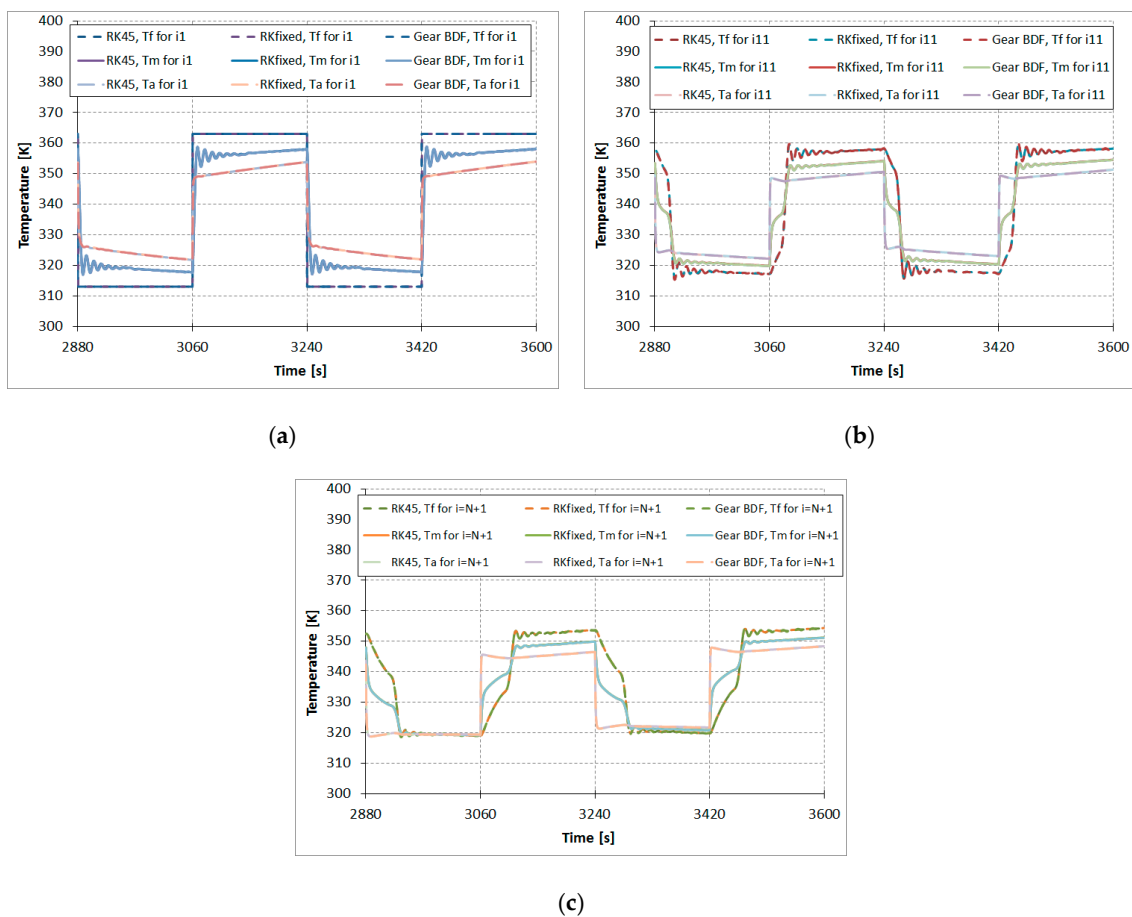 400
390
380
370
360
350
340
330
320
310
300
Temperature [K]
RK45, Tf for i1 RKfixed, Tf for i1 Gear BDF, Tf for i1
RK45, Tm for i1 RKfixed, Tm for i1 Gear BDF, Tm for i1
RK45, Ta for i1 RKfixed, Ta for i1 Gear BDF, Ta for i1
2880 3060 3240 3420 3600
Time [s]
(a)
400
390
380
370
360
350
340
330
320
310
300
Temperature [K]
RK45, Tf for i11 RKfixed, Tf for i11 Gear BDF, Tf for i11
RK45, Tm for i11 RKfixed, Tm for i11 Gear BDF, Tm for i11
RK45, Ta for i11 RKfixed, Ta for i11 Gear BDF, Ta for i11
2880 3060 3240 3420 3600
Time [s]
(b)
400
390
380
370
360
350
340
330
320
310
300
Temperature [K]
RK45, Tf for i=N+1 RKfixed, Tf for i=N+1 Gear BDF, Tf for i=N+1
RK45, Tm for i=N+1 RKfixed, Tm for i=N+1 Gear BDF, Tm for i=N+1
RK45, Ta for i=N+1 RKfixed, Ta for i=N+1 Gear BDF, Ta for i=N+1
2880 3060 3240 3420 3600
Time [s]
(c)